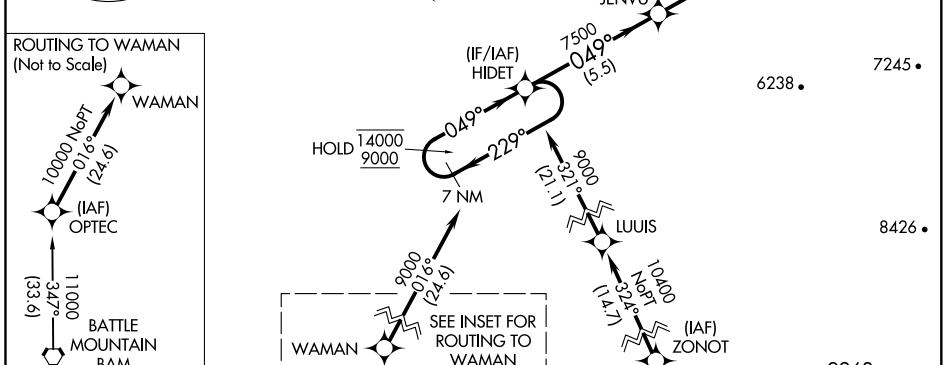 ROUTING TO WAMAN
(Not to Scale)
WAMAN
10000 NoPT
016°
(24.6)
(IAF)
OPTEC
11000
347°
(33.6)
BATTLE
MOUNTAIN
BAM
(IF/IAF)
HIDET
7500
049°
(5.5)
6238
7245
049°
HOLD 14000
9000
229°
7 NM
9000
321°
(21.1)
LUUIS
8426
9000
016°
(24.6)
10400
NoPT
324°
(14.7)
(IAF)
ZONOT
WAMAN
SEE INSET FOR
ROUTING TO
WAMAN